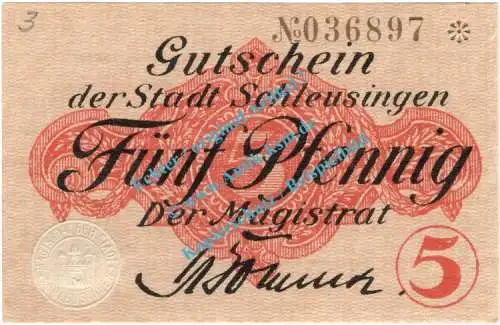 3
№036897 *
Gutschein
der Stadt Schleusingen
Fünf Pfennig
Der Magistrat
5